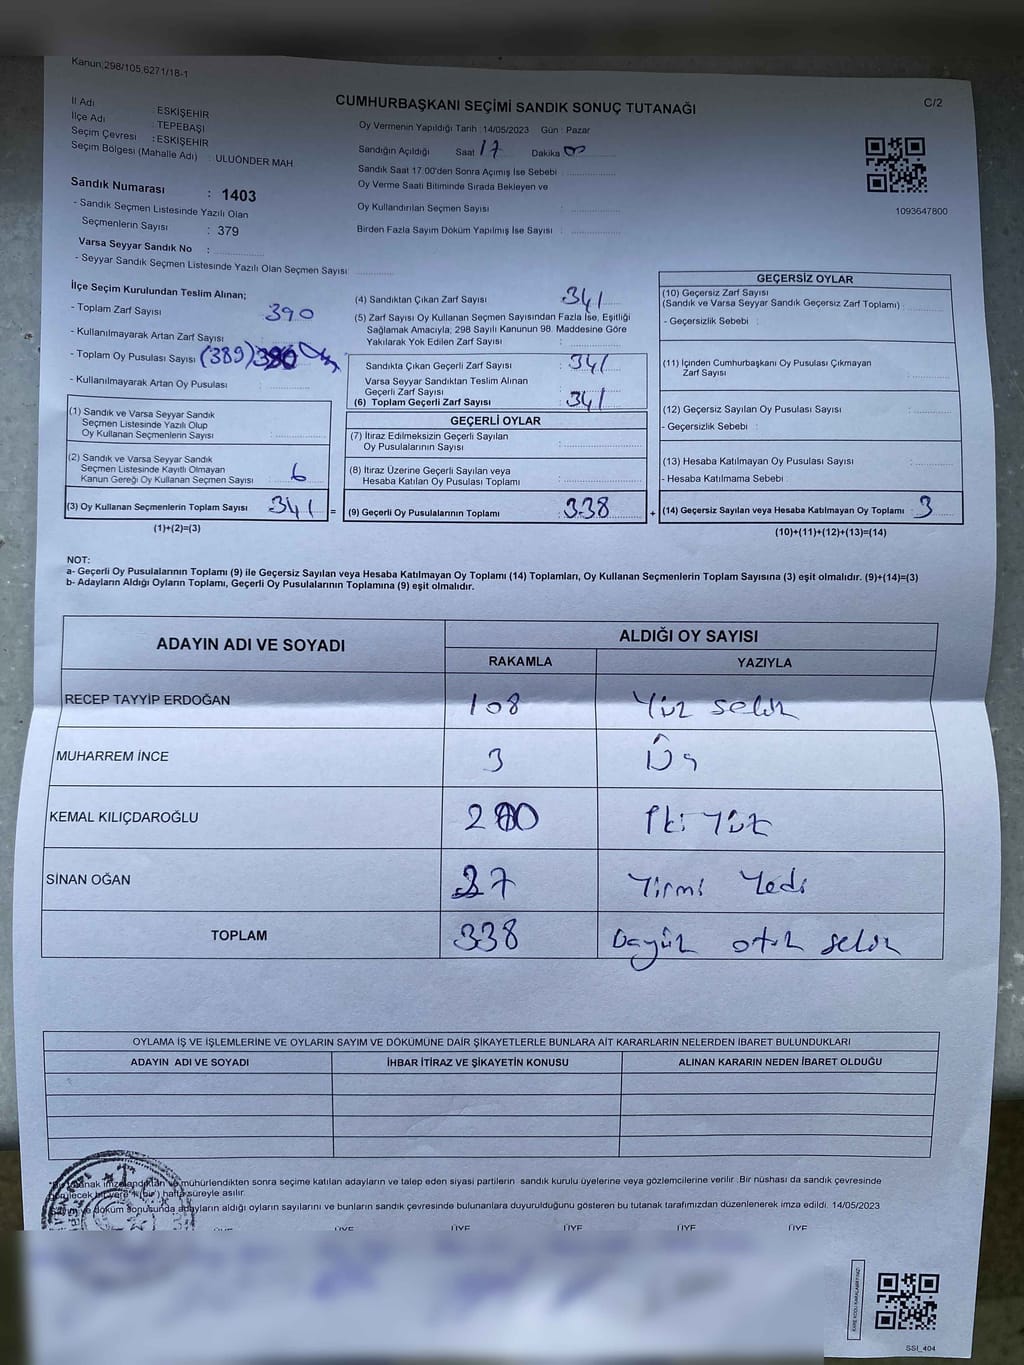 Kanun;298/105,6271/18-1
CUMHURBAŞKANI SEÇİMİ SANDIK SONUÇ TUTANAĞI
C/2
İl Adı : ESKİŞEHİR
İlçe Adı : TEPEBAŞI
Seçim Çevresi : ESKİŞEHİR
Seçim Bölgesi (Mahalle Adı) : ULUÖNDER MAH
Sandık Numarası : 1403
- Sandık Seçmen Listesinde Yazılı Olan
Seçmenlerin Sayısı : 379
Varsa Seyyar Sandık No :
- Seyyar Sandık Seçmen Listesinde Yazılı Olan Seçmen Sayısı
Oy Vermenin Yapıldığı Tarih : 14/05/2023 Gün : Pazar
Sandığın Açıldığı Saat 17 Dakika 00
Sandık Saat 17.00'den Sonra Açımış İse Sebebi :
Oy Verme Saati Bitiminde Sırada Bekleyen ve
Oy Kullandırılan Seçmen Sayısı :
Birden Fazla Sayım Döküm Yapılmış İse Sayısı :
1093647800
İlçe Seçim Kurulundan Teslim Alınan;
- Toplam Zarf Sayısı 390
- Kullanılmayarak Artan Zarf Sayısı :
- Toplam Oy Pusulası Sayısı (389) 390
- Kullanılmayarak Artan Oy Pusulası :
(1) Sandık ve Varsa Seyyar Sandık
Seçmen Listesinde Yazılı Olup
Oy Kullanan Seçmenlerin Sayısı :
(2) Sandık ve Varsa Seyyar Sandık
Seçmen Listesinde Kayıtlı Olmayan
Kanun Gereği Oy Kullanan Seçmen Sayısı : 6
(3) Oy Kullanan Seçmenlerin Toplam Sayısı 341 =
(1)+(2)=(3)
(4) Sandıktan Çıkan Zarf Sayısı : 341
(5) Zarf Sayısı Oy Kullanan Seçmen Sayısından Fazla İse, Eşitliği
Sağlamak Amacıyla; 298 Sayılı Kanunun 98. Maddesine Göre
Yakılarak Yok Edilen Zarf Sayısı :
Sandıkta Çıkan Geçerli Zarf Sayısı : 341
Varsa Seyyar Sandıktan Teslim Alınan
Geçerli Zarf Sayısı :
(6) Toplam Geçerli Zarf Sayısı : 341
GEÇERLİ OYLAR
(7) İtiraz Edilmeksizin Geçerli Sayılan
Oy Pusulalarının Sayısı :
(8) İtiraz Üzerine Geçerli Sayılan veya
Hesaba Katılan Oy Pusulası Toplamı :
(9) Geçerli Oy Pusulalarının Toplamı : 338 +
GEÇERSİZ OYLAR
(10) Geçersiz Zarf Sayısı
(Sandık ve Varsa Seyyar Sandık Geçersiz Zarf Toplamı) :
- Geçersizlik Sebebi :
(11) İçinden Cumhurbaşkanı Oy Pusulası Çıkmayan
Zarf Sayısı :
(12) Geçersiz Sayılan Oy Pusulası Sayısı :
- Geçersizlik Sebebi :
(13) Hesaba Katılmayan Oy Pusulası Sayısı :
- Hesaba Katılmama Sebebi :
(14) Geçersiz Sayılan veya Hesaba Katılmayan Oy Toplamı : 3
(10)+(11)+(12)+(13)=(14)
NOT:
a- Geçerli Oy Pusulalarının Toplamı (9) ile Geçersiz Sayılan veya Hesaba Katılmayan Oy Toplamı (14) Toplamları, Oy Kullanan Seçmenlerin Toplam Sayısına (3) eşit olmalıdır. (9)+(14)=(3)
b- Adayların Aldığı Oyların Toplamı, Geçerli Oy Pusulalarının Toplamına (9) eşit olmalıdır.
ADAYIN ADI VE SOYADI ALDIĞI OY SAYISI
RAKAMLA YAZIYLA
RECEP TAYYİP ERDOĞAN 108 Yüz sekiz
MUHARREM İNCE 3 Üç
KEMAL KILIÇDAROĞLU 200 İki Yüz
SİNAN OĞAN 27 Yirmi Yedi
TOPLAM 338 üçyüz otuz sekiz
OYLAMA İŞ VE İŞLEMLERİNE VE OYLARIN SAYIM VE DÖKÜMÜNE DAİR ŞİKAYETLERLE BUNLARA AİT KARARLARIN NELERDEN İBARET BULUNDUKLARI
ADAYIN ADI VE SOYADI İHBAR İTİRAZ VE ŞİKAYETİN KONUSU ALINAN KARARIN NEDEN İBARET OLDUĞU
tutanak imzalandıktan ve mühürlendikten sonra seçime katılan adayların ve talep eden siyasi partilerin sandık kurulu üyelerine veya gözlemcilerine verilir .Bir nüshası da sandık çevresinde
görülecek bir yere 1 (bir) hafta süreyle asılır.
döküm sonusunda adayların aldığı oyların sayılarını ve bunların sandık çevresinde bulunanlara duyurulduğunu gösteren bu tutanak tarafımızdan düzenlenerek imza edildi. 14/05/2023
ÜYE ÜYE ÜYE ÜYE ÜYE ÜYE
SSI_404